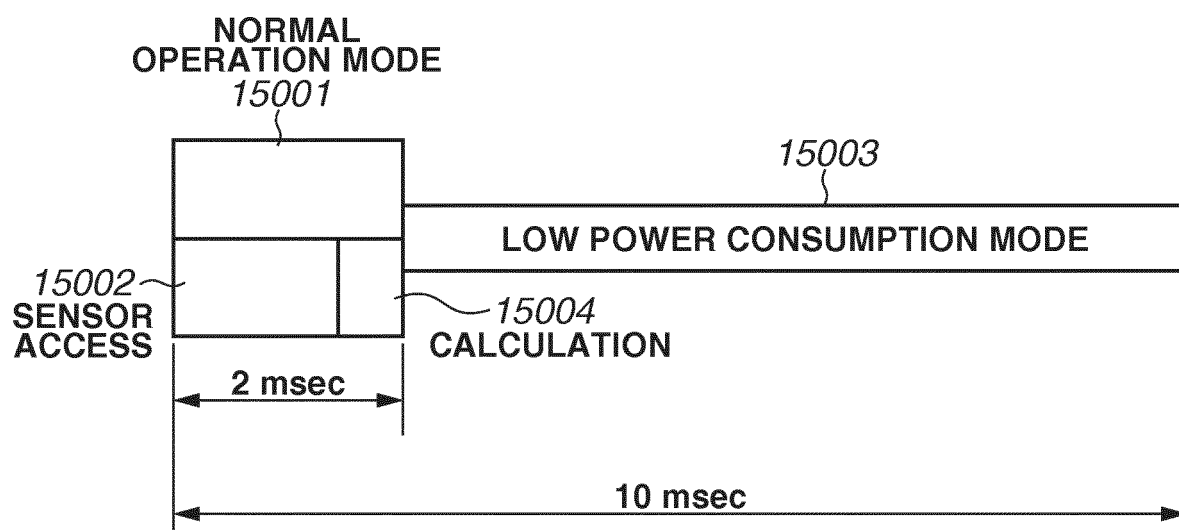 NORMAL
OPERATION MODE
15001
15003
LOW POWER CONSUMPTION MODE
15002
SENSOR
ACCESS
15004
CALCULATION
2 msec
10 msec